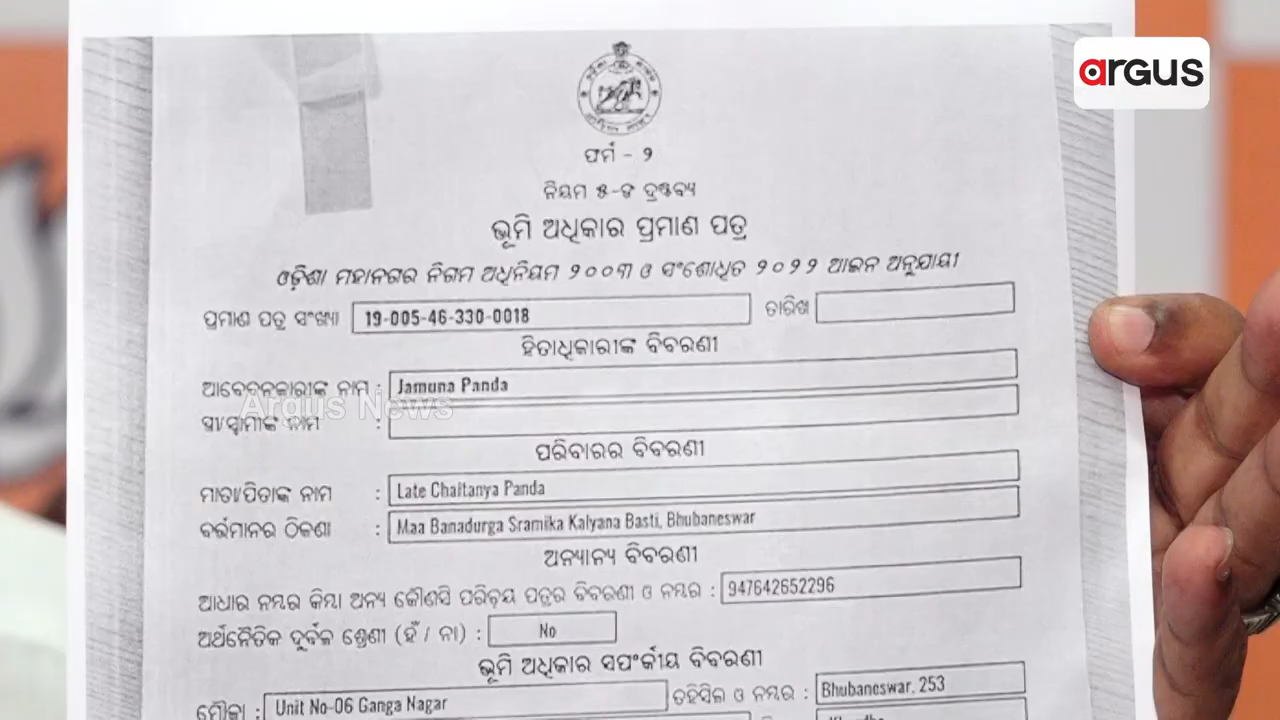 argus
ଫର୍ମ - ୨
ନିୟମ ୫-ଙ ଦ୍ରଷ୍ଟବ୍ୟ
ଭୂମି ଅଧିକାର ପ୍ରମାଣ ପତ୍ର
ଓଡ଼ିଶା ମହାନଗର ନିଗମ ଅଧିନିୟମ ୨୦୦୩ ଓ ସଂଶୋଧିତ ୨୦୨୨ ଆଇନ ଅନୁଯାୟୀ
ପ୍ରମାଣ ପତ୍ର ସଂଖ୍ୟା 19-005-46-330-0018 ତାରିଖ
ହିତାଧିକାରୀଙ୍କ ବିବରଣୀ
ଆବେଦନକାରୀଙ୍କ ନାମ : Jamuna Panda
Argus News
ସ୍ତ୍ରୀ/ସ୍ୱାମୀଙ୍କ ନାମ :
ପରିବାରର ବିବରଣୀ
ମାତା/ପିତାଙ୍କ ନାମ : Late Chaitanya Panda
ବର୍ତ୍ତମାନର ଠିକଣା : Maa Banadurga Sramika Kalyana Basti, Bhubaneswar
ଅନ୍ୟାନ୍ୟ ବିବରଣୀ
ଆଧାର ନମ୍ବର କିମ୍ବା ଅନ୍ୟ କୌଣସି ପରିଚୟ ପତ୍ରର ବିବରଣୀ ଓ ନମ୍ବର : 947642652296
ଅର୍ଥନୈତିକ ଦୁର୍ବଳ ଶ୍ରେଣୀ (ହଁ / ନା) : No
ଭୂମି ଅଧିକାର ସମ୍ପର୍କୀୟ ବିବରଣୀ
ମୌଜା : Unit No-06 Ganga Nagar ତହସିଲ ଓ ନମ୍ବର : Bhubaneswar, 253